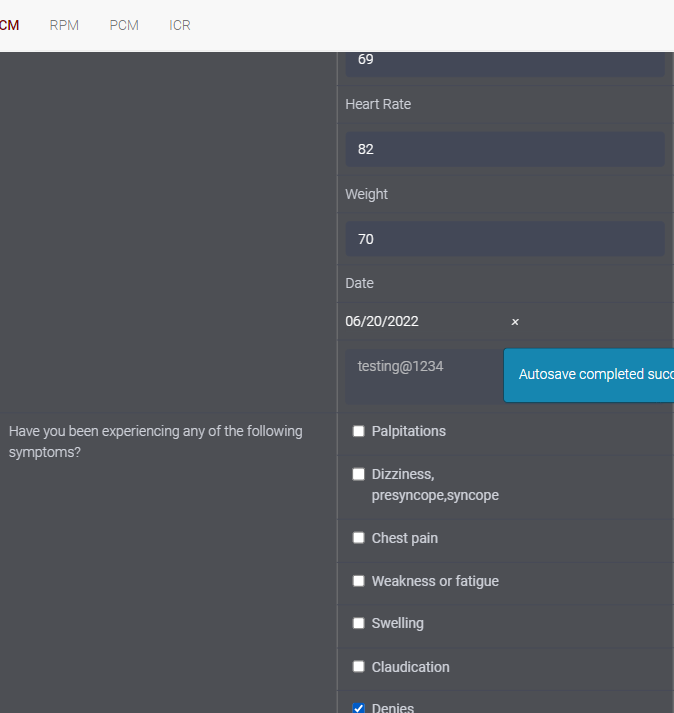 CM RPM PCM ICR
69
Heart Rate
82
Weight
70
Date
06/20/2022 ×
testing@1234
Autosave completed succ
Have you been experiencing any of the following
symptoms?
Palpitations
Dizziness,
presyncope,syncope
Chest pain
Weakness or fatigue
Swelling
Claudication
Denies